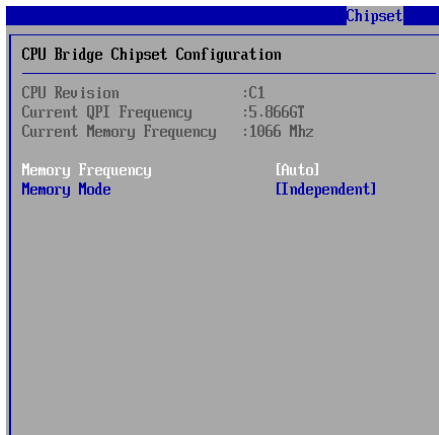 Chipset
CPU Bridge Chipset Configuration
CPU Revision :C1
Current QPI Frequency :5.866GT
Current Memory Frequency :1066 Mhz
Memory Frequency [Auto]
Memory Mode [Independent]